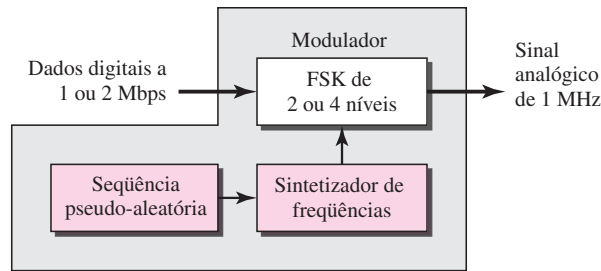 Modulador
Dados digitais a
1 ou 2 Mbps
FSK de
2 ou 4 níveis
Sinal
analógico
de 1 MHz
Seqüência
pseudo-aleatória
Sintetizador de
freqüências